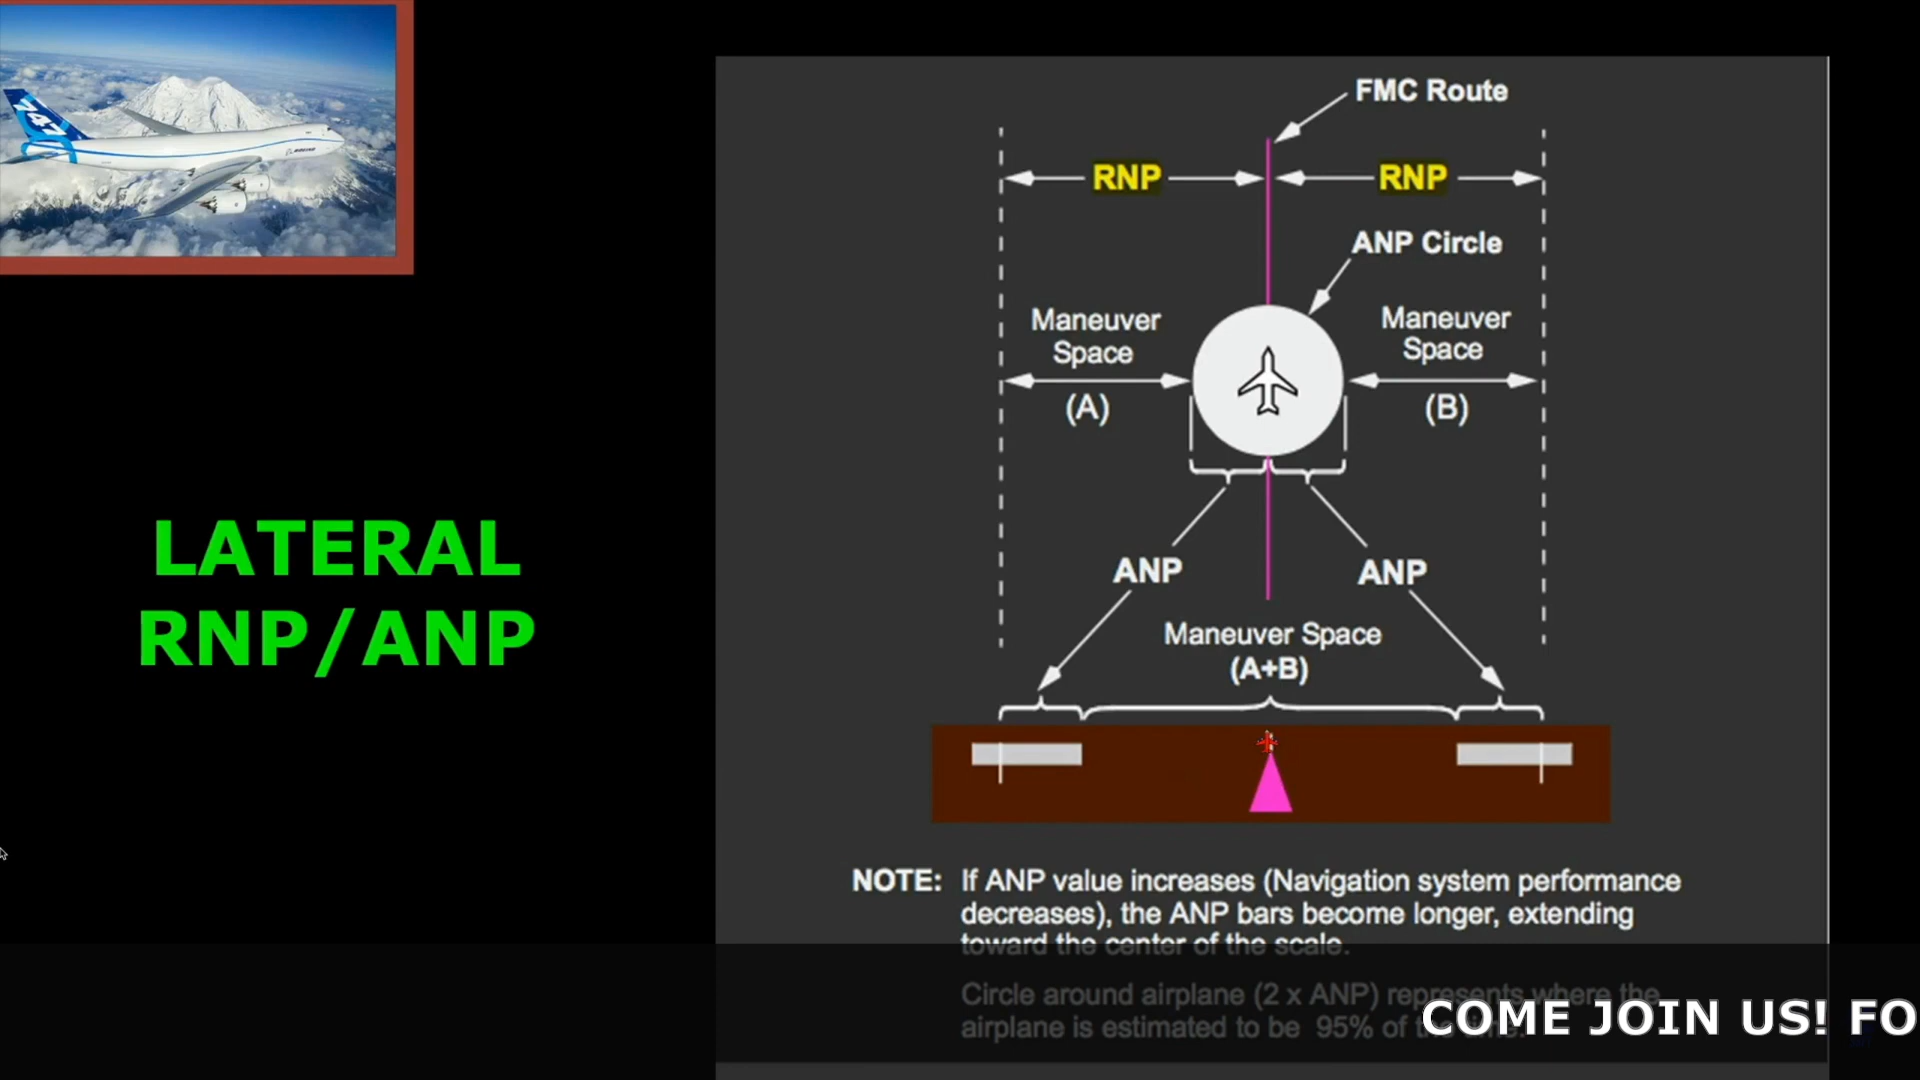 747
BOEING
FMC Route
RNP
RNP
ANP Circle
Maneuver
Space
Maneuver
Space
(A)
(B)
LATERAL
RNP/ANP
ANP
ANP
Maneuver Space
(A+B)
NOTE: If ANP value increases (Navigation system performance
decreases), the ANP bars become longer, extending
toward the center of the scale.
Circle around airplane (2 x ANP) represents where the
airplane is estimated to be 95% of
COME JOIN US! FO